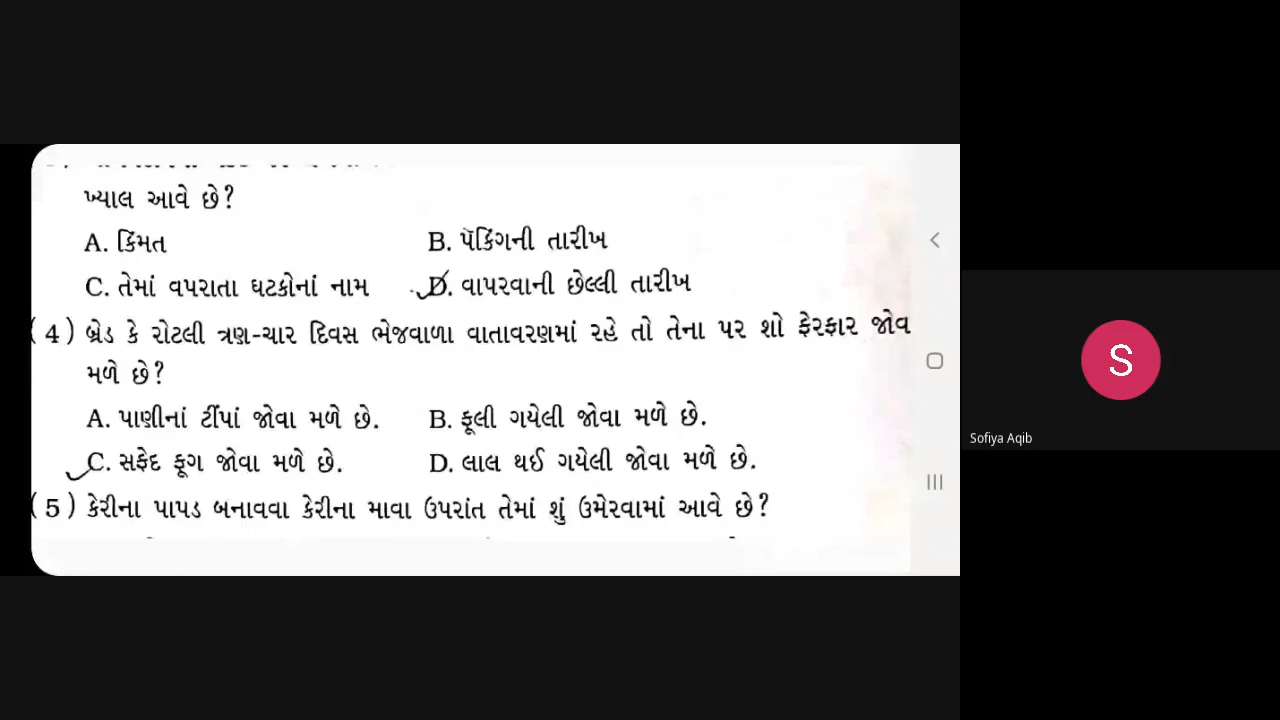 ખ્યાલ આવે છે?
A. કિંમત B. પૅકિંગની તારીખ
C. તેમાં વપરાતા ઘટકોનાં નામ D. વાપરવાની છેલ્લી તારીખ
(4) બ્રેડ કે રોટલી ત્રણ-ચાર દિવસ ભેજવાળા વાતાવરણમાં રહે તો તેના પર શો ફેરફાર જોવ
મળે છે?
A. પાણીનાં ટીંપાં જોવા મળે છે. B. ફૂલી ગયેલી જોવા મળે છે.
C. સફેદ ફૂગ જોવા મળે છે. D. લાલ થઈ ગયેલી જોવા મળે છે.
(5) કેરીના પાપડ બનાવવા કેરીના માવા ઉપરાંત તેમાં શું ઉમેરવામાં આવે છે?
S
Sofiya Aqib